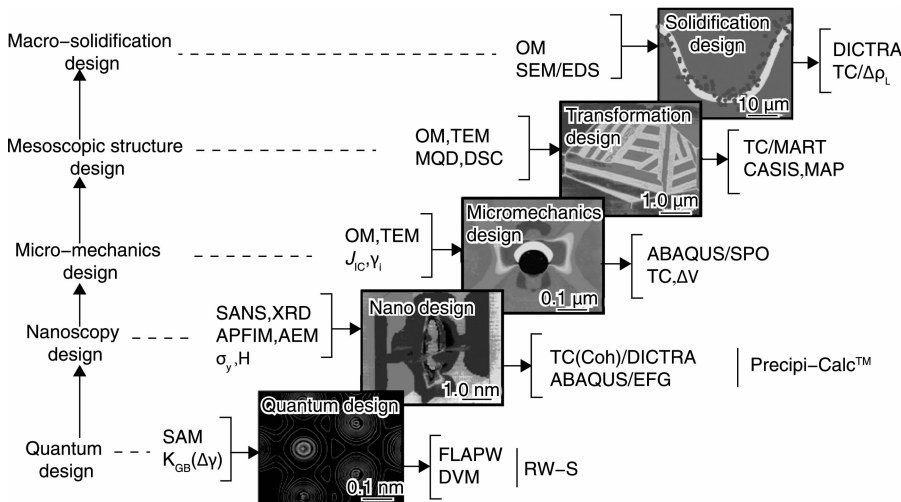 Macro–solidification
design
OM
SEM/EDS
Solidification
design
10 μm
DICTRA
TC/Δρ_L
Mesoscopic structure
design
OM,TEM
MQD,DSC
Transformation
design
1.0 μm
TC/MART
CASIS,MAP
Micro–mechanics
design
OM,TEM
J_IC,γ_i
Micromechanics
design
0.1 μm
ABAQUS/SPO
TC,ΔV
Nanoscopy
design
SANS,XRD
APFIM,AEM
σ_y,H
Nano design
1.0 nm
TC(Coh)/DICTRA
ABAQUS/EFG
Precipi–Calc™
Quantum
design
SAM
K_GB(Δγ)
Quantum design
0.1 nm
FLAPW
DVM
RW–S